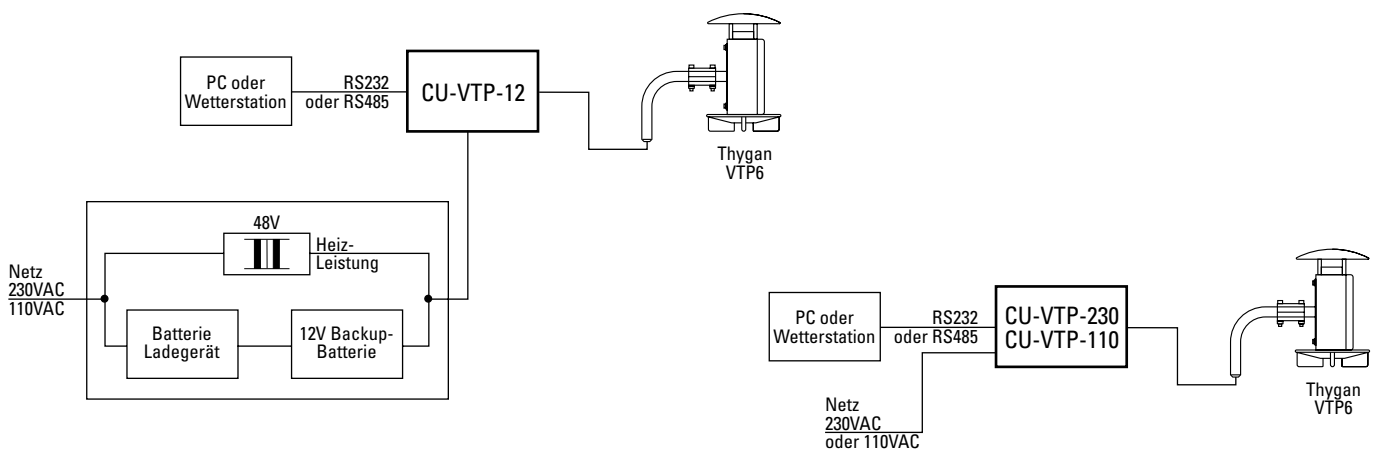 PC oder
Wetterstation
RS232
oder RS485
CU-VTP-12
Thygan
VTP6
48V
Heiz-
Leistung
Netz
230VAC
110VAC
Batterie
Ladegerät
12V Backup-
Batterie
PC oder
Wetterstation
RS232
oder RS485
CU-VTP-230
CU-VTP-110
Thygan
VTP6
Netz
230VAC
oder 110VAC